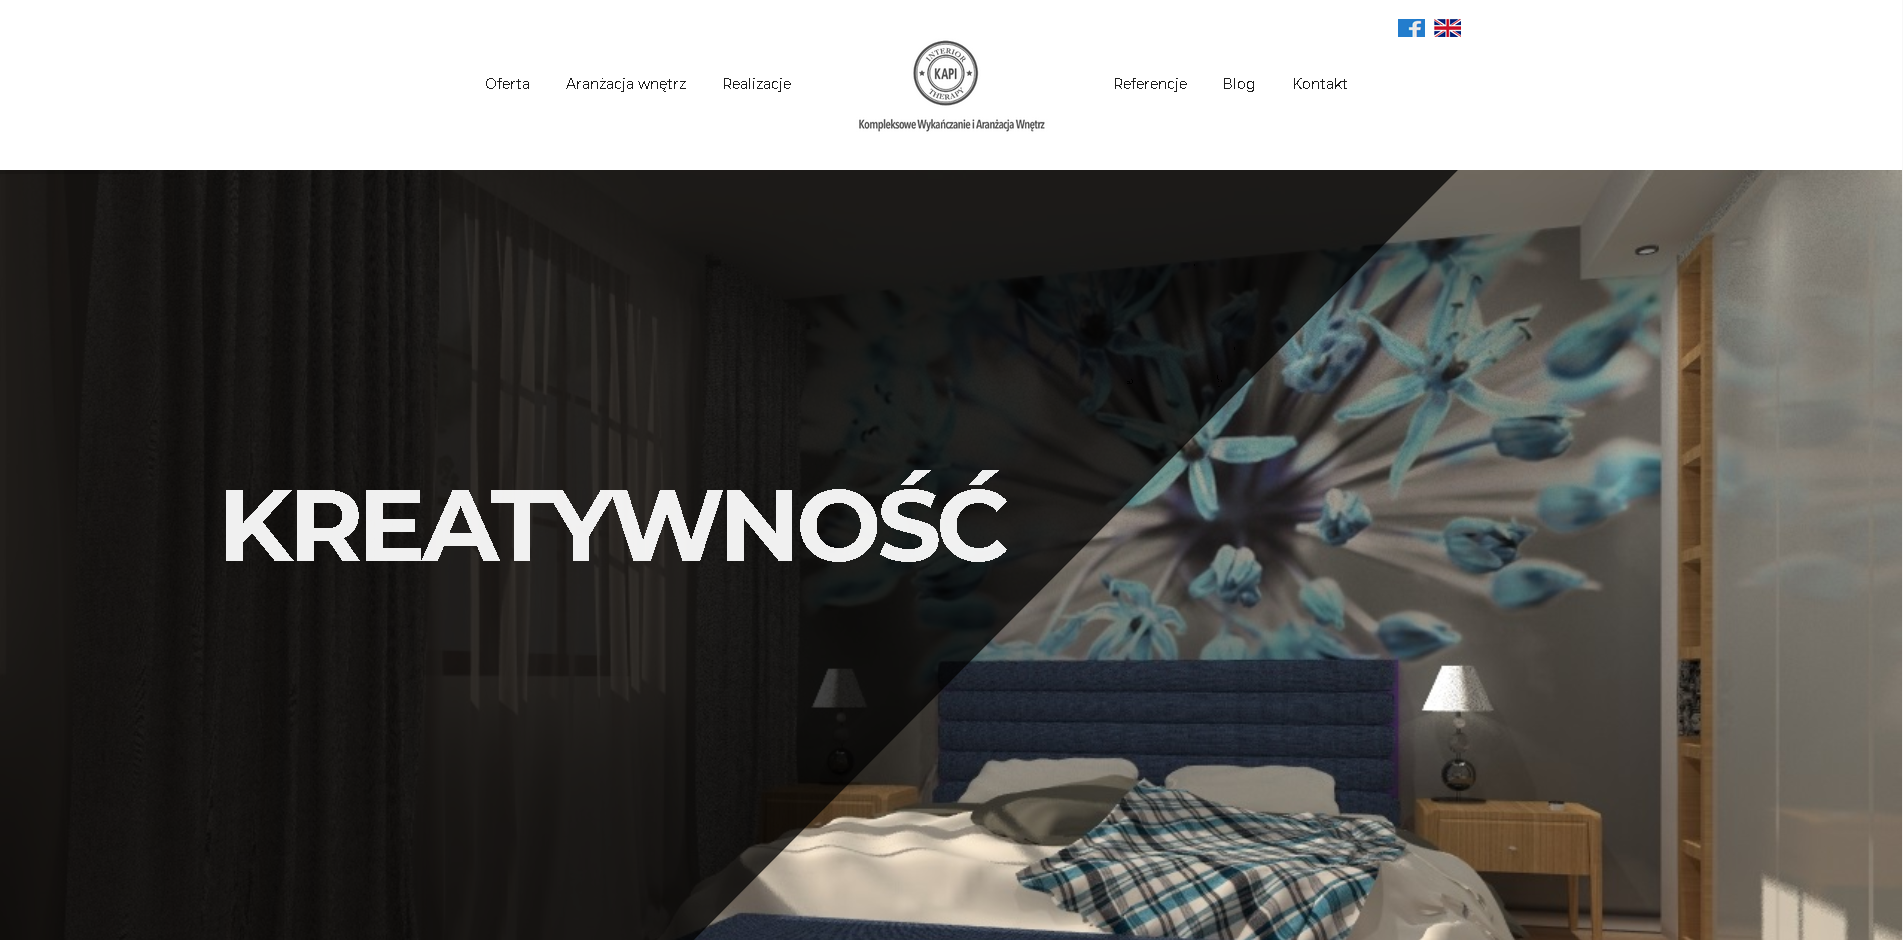 Oferta
Aranżacja wnętrz
Realizacje
INTERIOR
KAPI
THERAPY
Kompleksowe Wykańczanie i Aranżacja Wnętrz
Referencje
Blog
Kontakt
KREATYWNOŚĆ